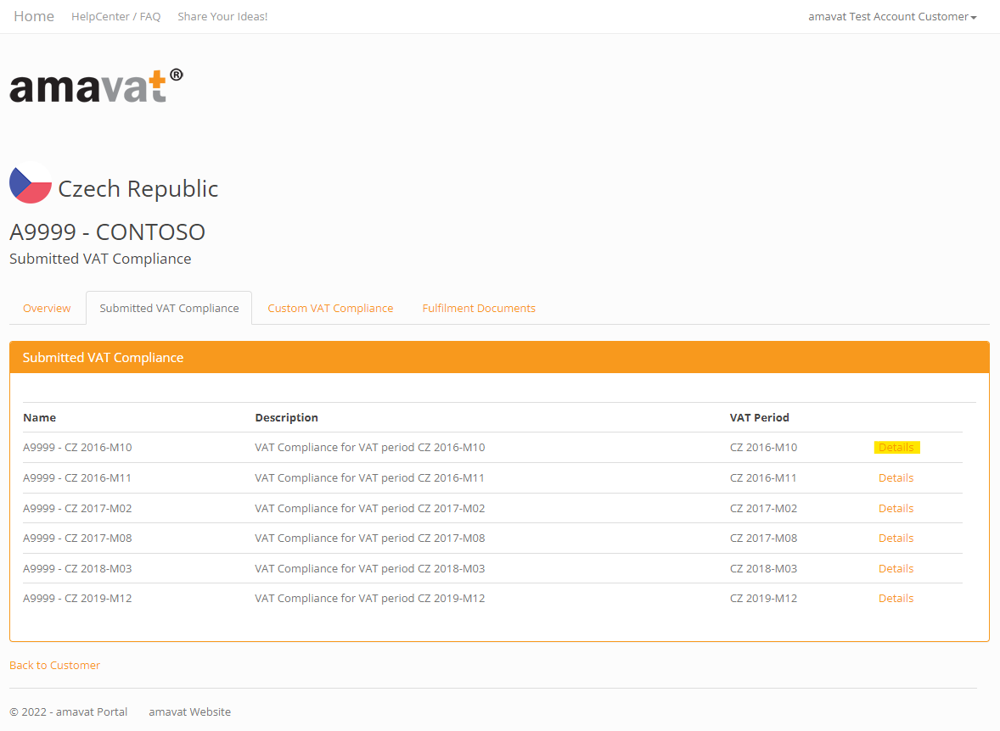 Home HelpCenter / FAQ Share Your Ideas! amavat Test Account Customer
amavat®
Czech Republic
A9999 - CONTOSO
Submitted VAT Compliance
Overview Submitted VAT Compliance Custom VAT Compliance Fulfilment Documents
Submitted VAT Compliance
Name Description VAT Period
A9999 - CZ 2016-M10 VAT Compliance for VAT period CZ 2016-M10 CZ 2016-M10 Details
A9999 - CZ 2016-M11 VAT Compliance for VAT period CZ 2016-M11 CZ 2016-M11 Details
A9999 - CZ 2017-M02 VAT Compliance for VAT period CZ 2017-M02 CZ 2017-M02 Details
A9999 - CZ 2017-M08 VAT Compliance for VAT period CZ 2017-M08 CZ 2017-M08 Details
A9999 - CZ 2018-M03 VAT Compliance for VAT period CZ 2018-M03 CZ 2018-M03 Details
A9999 - CZ 2019-M12 VAT Compliance for VAT period CZ 2019-M12 CZ 2019-M12 Details
Back to Customer
© 2022 - amavat Portal amavat Website